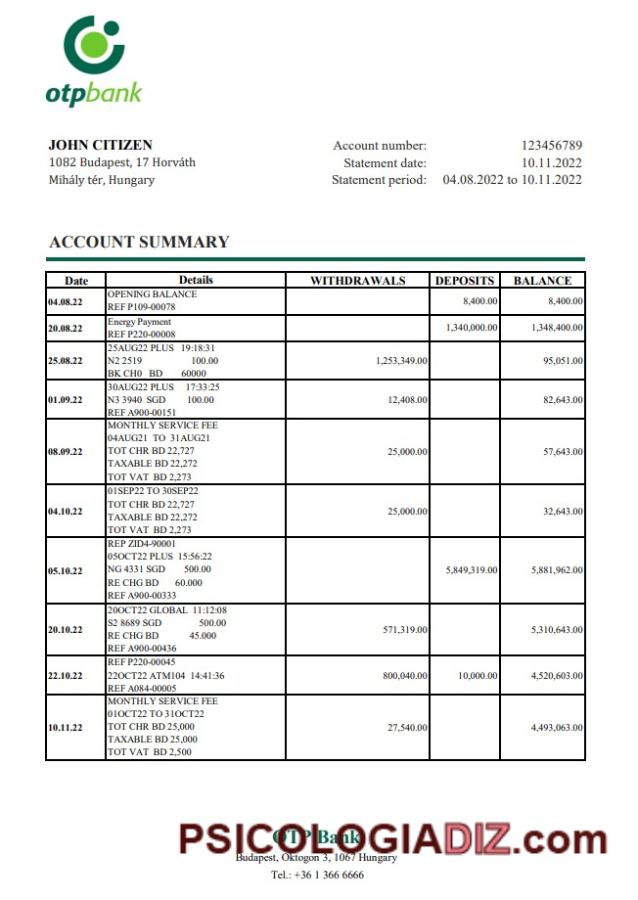 otpbank
JOHN CITIZEN
1082 Budapest, 17 Horváth
Mihály tér, Hungary
Account number: 123456789
Statement date: 10.11.2022
Statement period: 04.08.2022 to 10.11.2022
ACCOUNT SUMMARY
Date Details WITHDRAWALS DEPOSITS BALANCE
04.08.22 OPENING BALANCE 8,400.00 8,400.00
REF P109-00078
20.08.22 Energy Payment 1,340,000.00 1,348,400.00
REF P220-00008
25AUG22 PLUS 19:18:31
25.08.22 N2 2519 100.00 1,253,349.00 95,051.00
BK CH0 BD 60000
30AUG22 PLUS 17:33:25
01.09.22 N3 3940 SGD 100.00 12,408.00 82,643.00
REF A900-00151
MONTHLY SERVICE FEE
04AUG21 TO 31AUG21
08.09.22 TOT CHR BD 22,727 25,000.00 57,643.00
TAXABLE BD 22,272
TOT VAT BD 2,273
01SEP22 TO 30SEP22
04.10.22 TOT CHR BD 22,727 25,000.00 32,643.00
TAXABLE BD 22,272
TOT VAT BD 2,273
REP ZID4-90001
05OCT22 PLUS 15:56:22
05.10.22 NG 4331 SGD 500.00 5,849,319.00 5,881,962.00
RE CHG BD 60.000
REF A900-00333
20OCT22 GLOBAL 11:12:08
20.10.22 S2 8689 SGD 500.00 571,319.00 5,310,643.00
RE CHG BD 45.000
REF A900-00436
REF P220-00045
22.10.22 22OCT22 ATM104 14:41:36 800,040.00 10,000.00 4,520,603.00
REF A084-00005
MONTHLY SERVICE FEE
01OCT22 TO 31OCT22
10.11.22 TOT CHR BD 25,000 27,540.00 4,493,063.00
TAXABLE BD 25,000
TOT VAT BD 2,500
OTP Bank
PSICOLOGIADIZ.com
Budapest, Oktogon 3, 1067 Hungary
Tel.: +36 1 366 6666